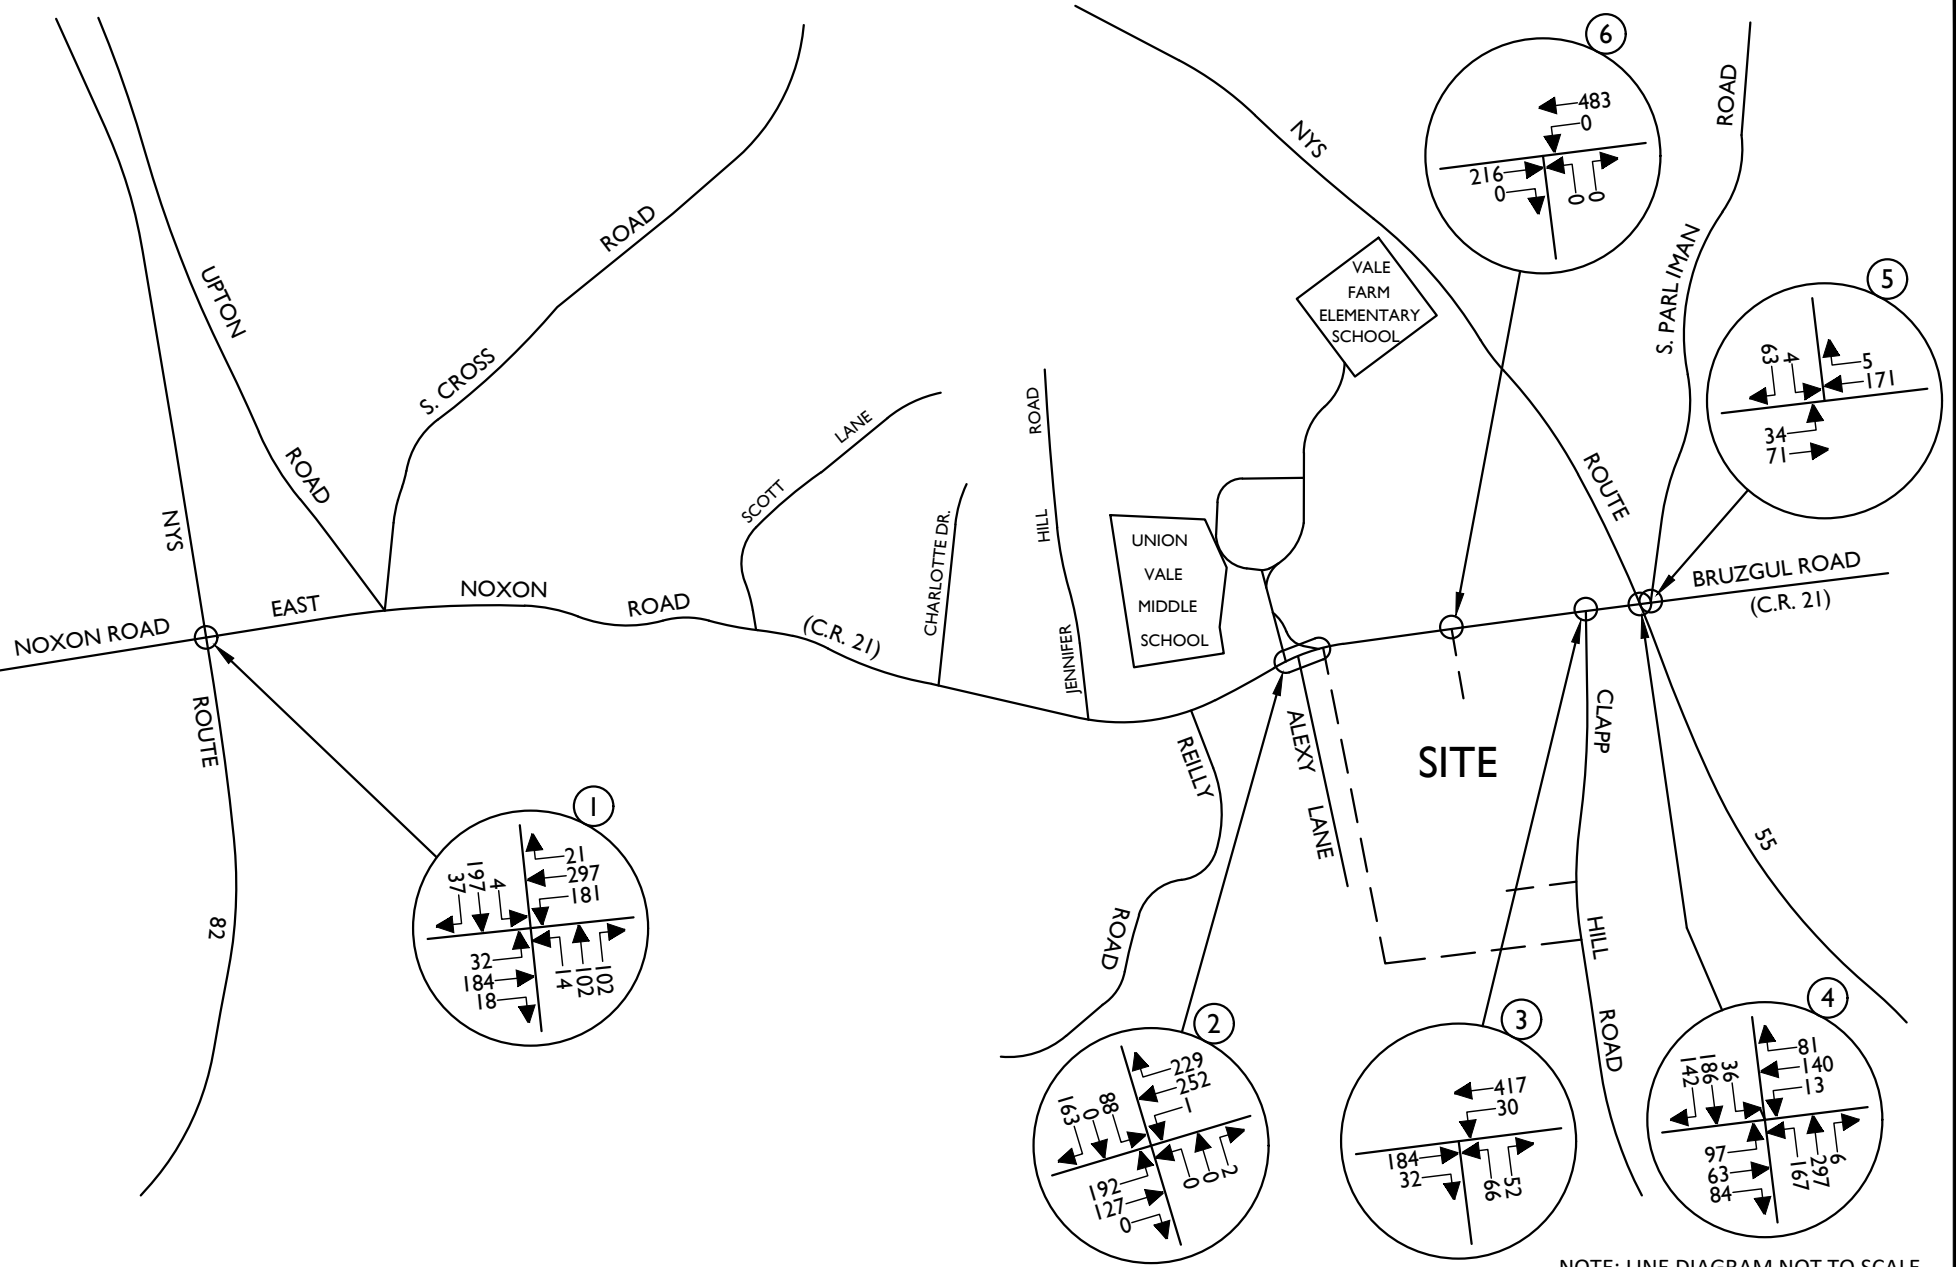 NYS
ROUTE
82
UPTON
ROAD
S. CROSS
ROAD
NOXON ROAD
EAST
NOXON
ROAD
(C.R. 21)
SCOTT
LANE
CHARLOTTE DR.
JENNIFER
HILL
ROAD
UNION
VALE
MIDDLE
SCHOOL
VALE
FARM
ELEMENTARY
SCHOOL
NYS
ROUTE
55
S. PARLIMAN
ROAD
BRUZGUL ROAD
(C.R. 21)
REILLY
ROAD
ALEXY
LANE
SITE
CLAPP
HILL
ROAD
1
37
197
4
21
297
181
32
184
18
14
102
102
2
163
0
88
229
252
1
192
127
0
0
0
2
3
417
30
184
32
66
52
4
142
186
36
81
140
13
97
63
84
167
297
6
5
63
4
5
171
34
71
6
483
0
216
0
0
0
NOTE: LINE DIAGRAM NOT TO SCALE